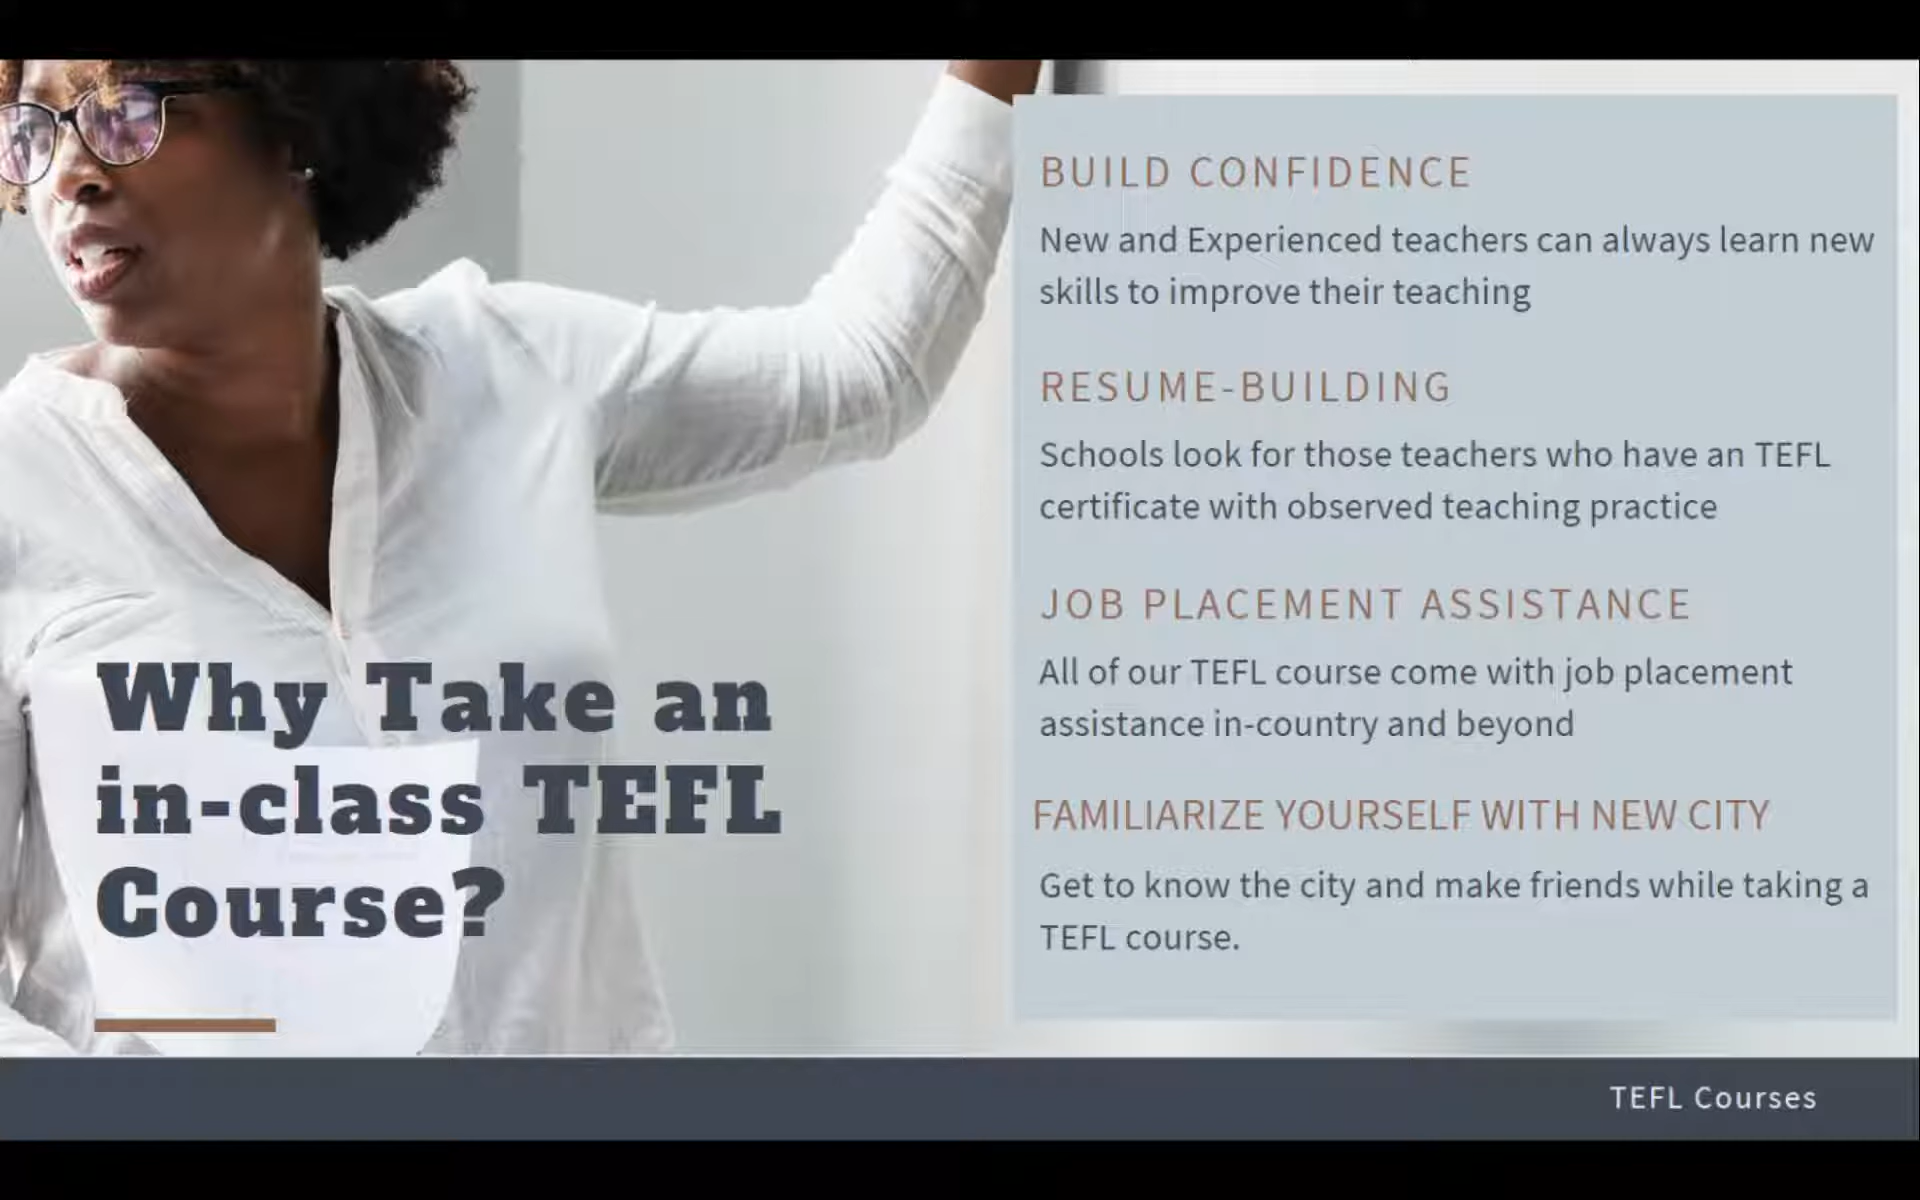 Why Take an
in-class TEFL
Course?
BUILD CONFIDENCE
New and Experienced teachers can always learn new
skills to improve their teaching
RESUME-BUILDING
Schools look for those teachers who have an TEFL
certificate with observed teaching practice
JOB PLACEMENT ASSISTANCE
All of our TEFL course come with job placement
assistance in-country and beyond
FAMILIARIZE YOURSELF WITH NEW CITY
Get to know the city and make friends while taking a
TEFL course.
TEFL Courses